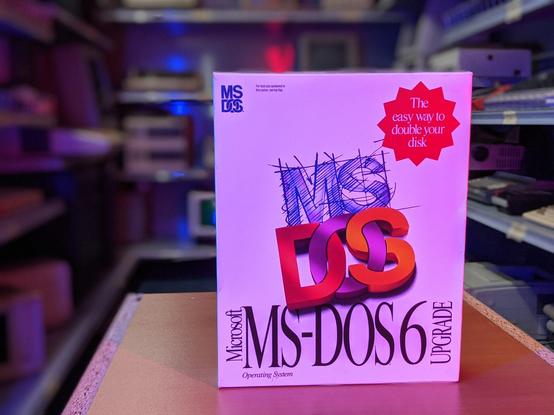 MS
DOS
The
easy way to
double your
disk
MS
DOS
Microsoft
MS-DOS 6
UPGRADE
Operating System